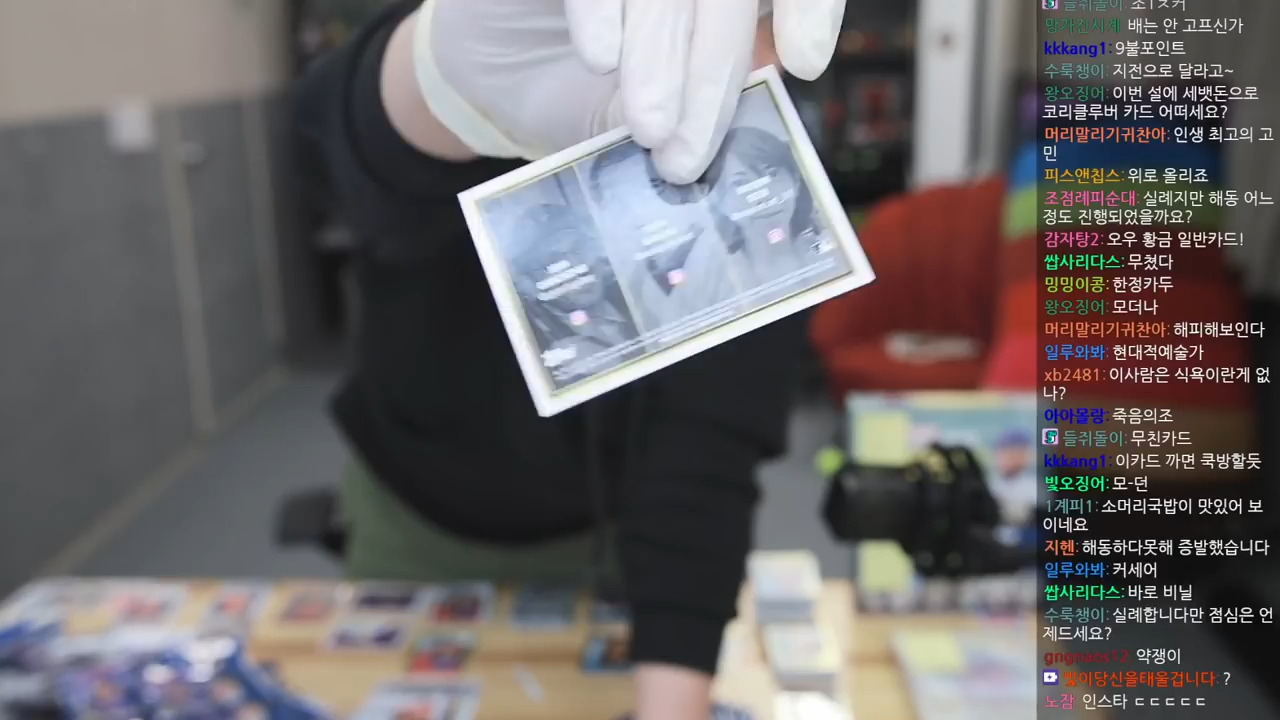 들쥐돌이:
망가진시계 배는 안 고프신가
kkkang1: 9불포인트
수룩챙이: 지전으로 달라고~
왕오징어: 이번 설에 세뱃돈으로
코리클루버 카드 어떠세요?
머리말리기귀찬아: 인생 최고의 고
민
피스앤칩스: 위로 올리죠
조점례피순대: 실례지만 해동 어느
정도 진행되었을까요?
감자탕2: 오우 황금 일반카드!
쌉사리다스: 무쳤다
밍밍이콩: 한정카두
왕오징어: 모더나
머리말리기귀찬아: 해피해보인다
일루와봐: 현대적예술가
xb2481: 이사람은 식욕이란게 없
나?
아아몰랑: 죽음의조
들쥐돌이: 무친카드
kkkang1: 이카드 까면 쿡방할듯
빛오징어: 모-던
1계피1: 소머리국밥이 맛있어 보
이네요
지헨: 해동하다못해 증발했습니다
일루와봐: 커세어
쌉사리다스: 바로 비닐
수룩챙이: 실례합니다만 점심은 언
제드세요?
약쟁이
빛이당신을태울겁니다: ?
노잼 인스타 ㄷㄷㄷㄷㄷ